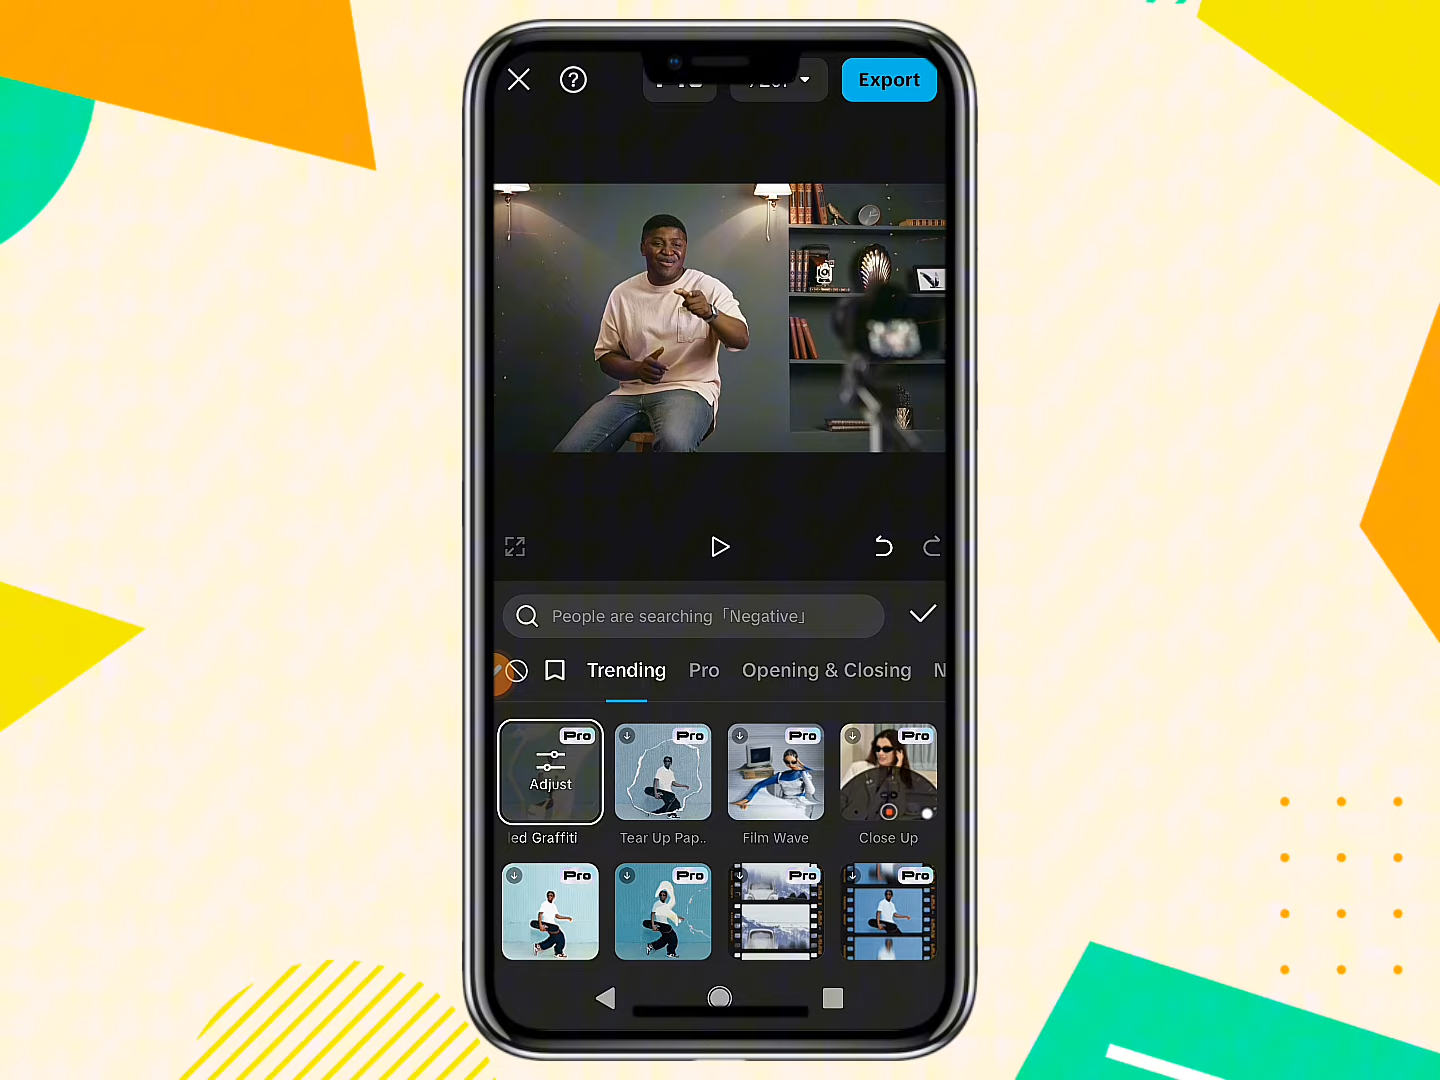 Export
People are searching「Negative」
Trending Pro Opening & Closing N
Pro Pro Pro Pro
Adjust
led Graffiti Tear Up Pap.. Film Wave Close Up
Pro Pro Pro Pro